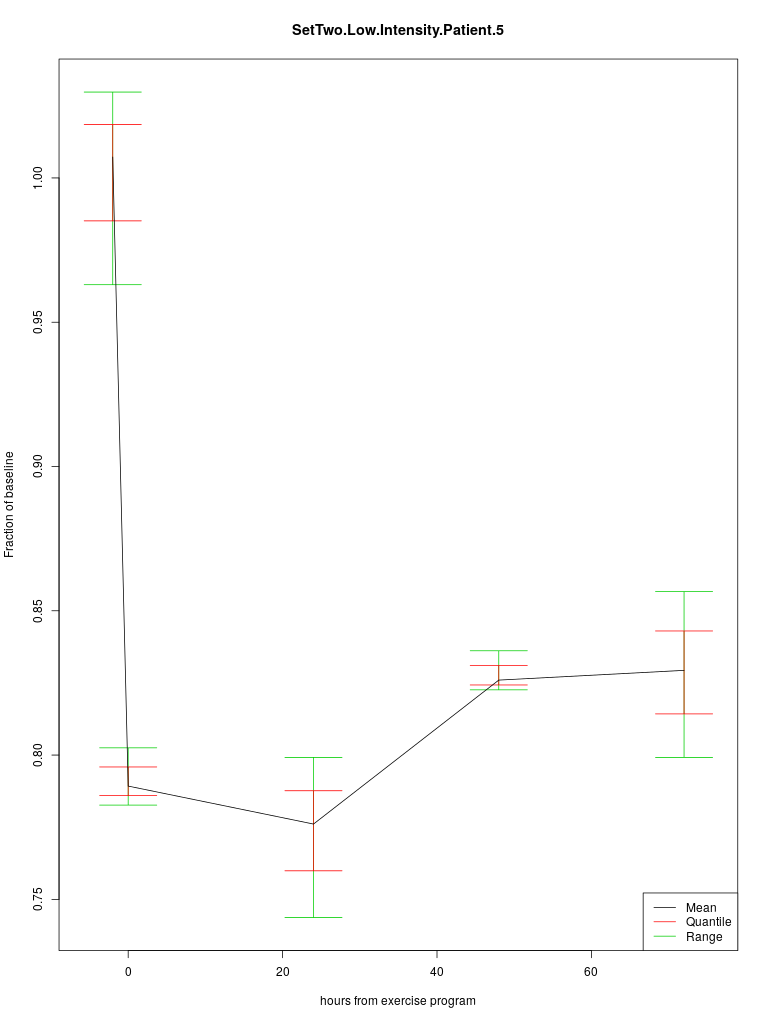 SetTwo.Low.Intensity.Patient.5
Fraction of baseline
1.00
0.95
0.90
0.85
0.80
0.75
0
20
40
60
hours from exercise program
Mean
Quantile
Range